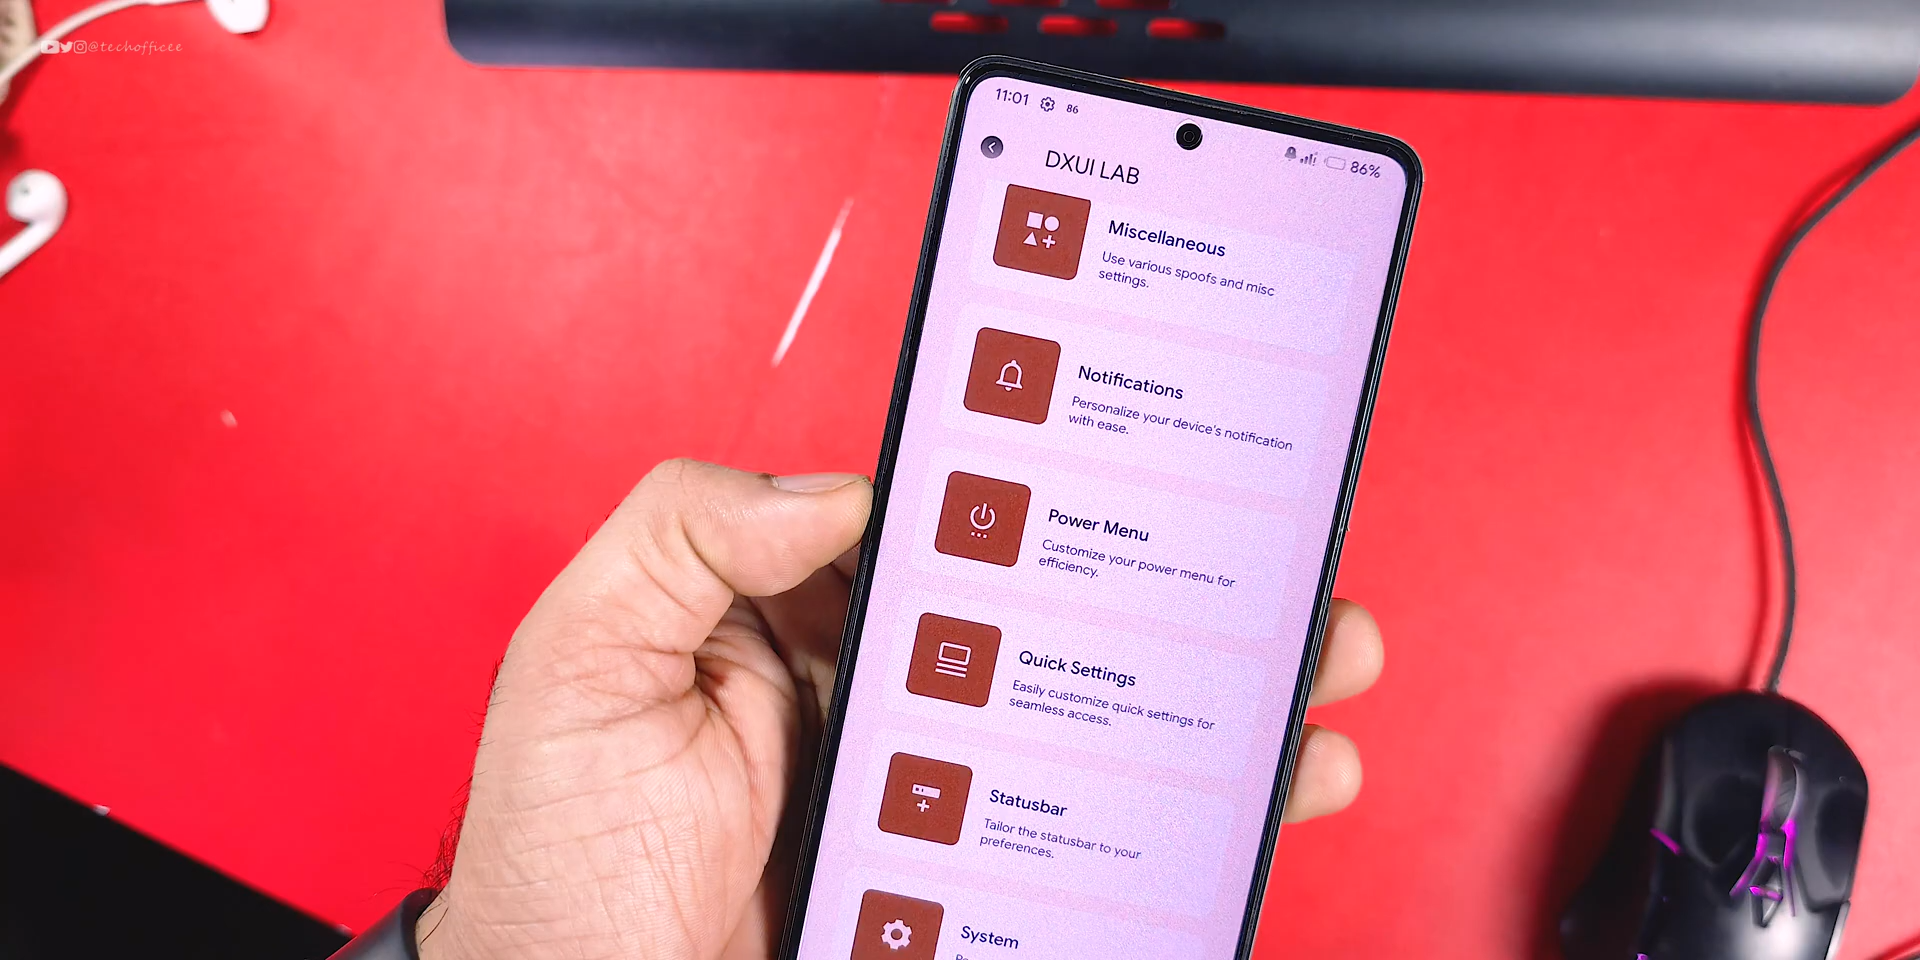 @techofficee
11:01 86
86%
DXUI LAB
Miscellaneous
Use various spoofs and misc
settings.
Notifications
Personalize your device's notification
with ease.
Power Menu
Customize your power menu for
efficiency.
Quick Settings
Easily customize quick settings for
seamless access.
Statusbar
Tailor the statusbar to your
preferences.
System